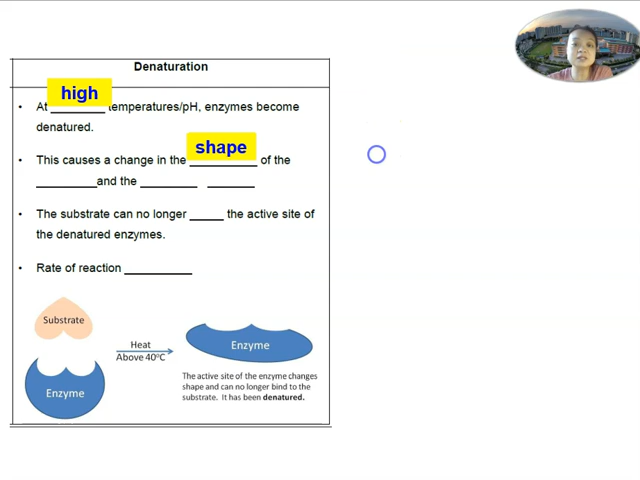 Denaturation
high
• At ________ temperatures/pH, enzymes become
denatured.
shape
• This causes a change in the __________ of the
_________and the ________ _______
• The substrate can no longer _____ the active site of
the denatured enzymes.
• Rate of reaction __________
Substrate
Heat
Above 40°C
Enzyme
Enzyme
The active site of the enzyme changes
shape and can no longer bind to the
substrate. It has been denatured.